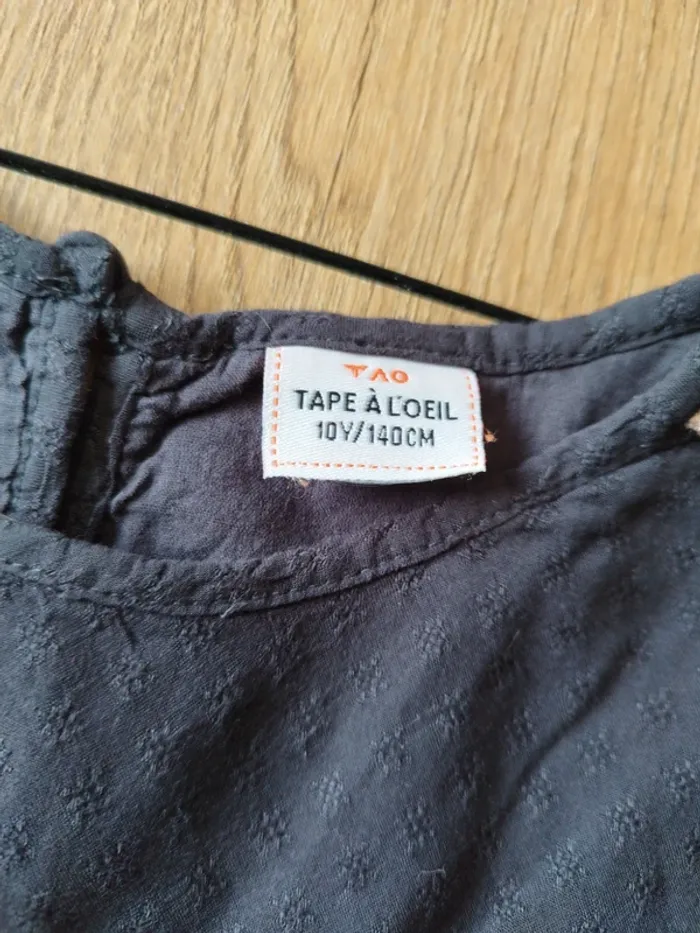 TAO
TAPE À L'OEIL
10Y/140CM